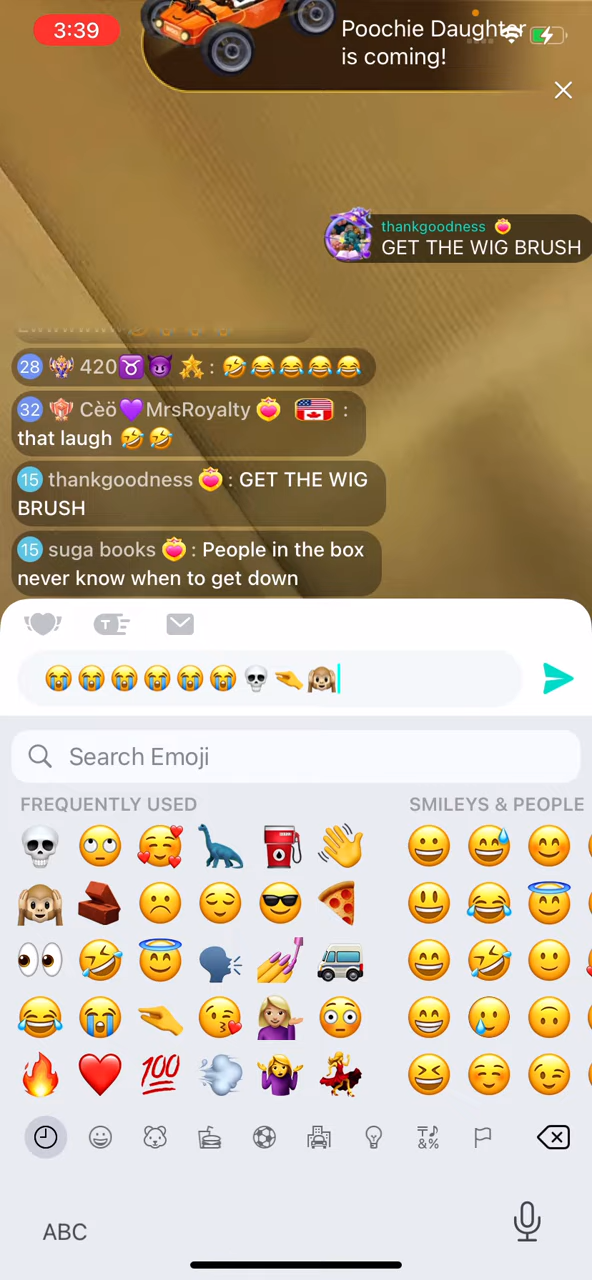 3:39
Poochie Daughter
is coming!
thankgoodness
GET THE WIG BRUSH
28 420♉😈 : 🤣😂😂😂😂
32 Cèö💜MrsRoyalty :
that laugh 🤣🤣
15 thankgoodness : GET THE WIG
BRUSH
15 suga books : People in the box
never know when to get down
😭😭😭😭😭😭💀🫴🙉
Search Emoji
FREQUENTLY USED SMILEYS & PEOPLE
ABC